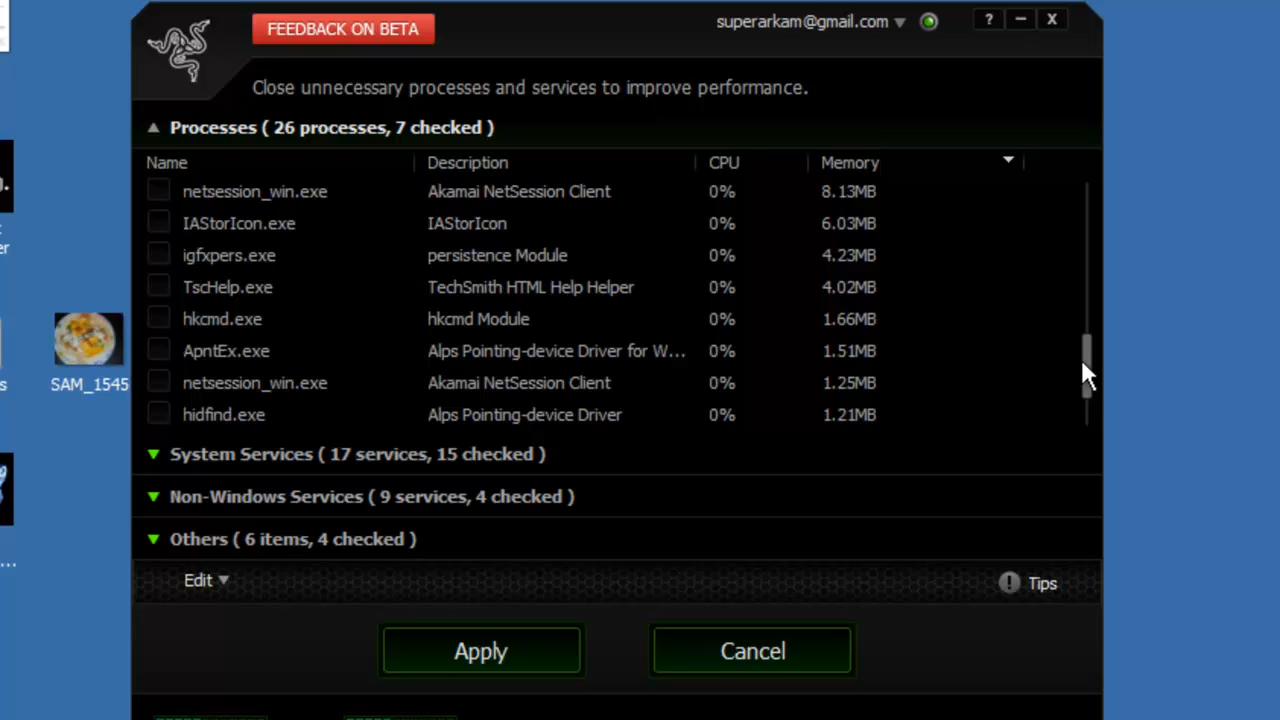 FEEDBACK ON BETA
superarkam@gmail.com
?
X
Close unnecessary processes and services to improve performance.
Processes ( 26 processes, 7 checked )
Name Description CPU Memory
netsession_win.exe Akamai NetSession Client 0% 8.13MB
IAStorIcon.exe IAStorIcon 0% 6.03MB
igfxpers.exe persistence Module 0% 4.23MB
TscHelp.exe TechSmith HTML Help Helper 0% 4.02MB
hkcmd.exe hkcmd Module 0% 1.66MB
ApntEx.exe Alps Pointing-device Driver for W... 0% 1.51MB
netsession_win.exe Akamai NetSession Client 0% 1.25MB
hidfind.exe Alps Pointing-device Driver 0% 1.21MB
System Services ( 17 services, 15 checked )
Non-Windows Services ( 9 services, 4 checked )
Others ( 6 items, 4 checked )
Edit
! Tips
Apply Cancel
SAM_1545